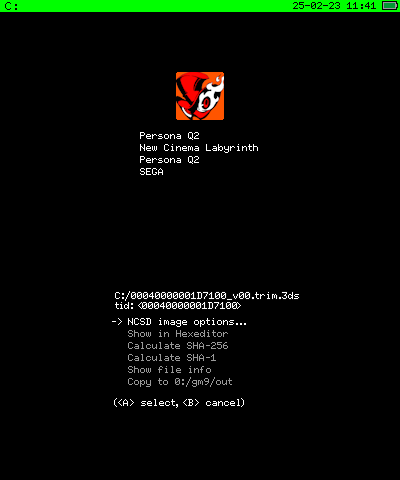 C: 25-02-23 11:41
Persona Q2
New Cinema Labyrinth
Persona Q2
SEGA
C:/00040000001D7100_v00.trim.3ds
tid:<00040000001D7100>
-> NCSD image options...
Show in Hexeditor
Calculate SHA-256
Calculate SHA-1
Show file info
Copy to 0:/gm9/out
(<A> select, <B> cancel)